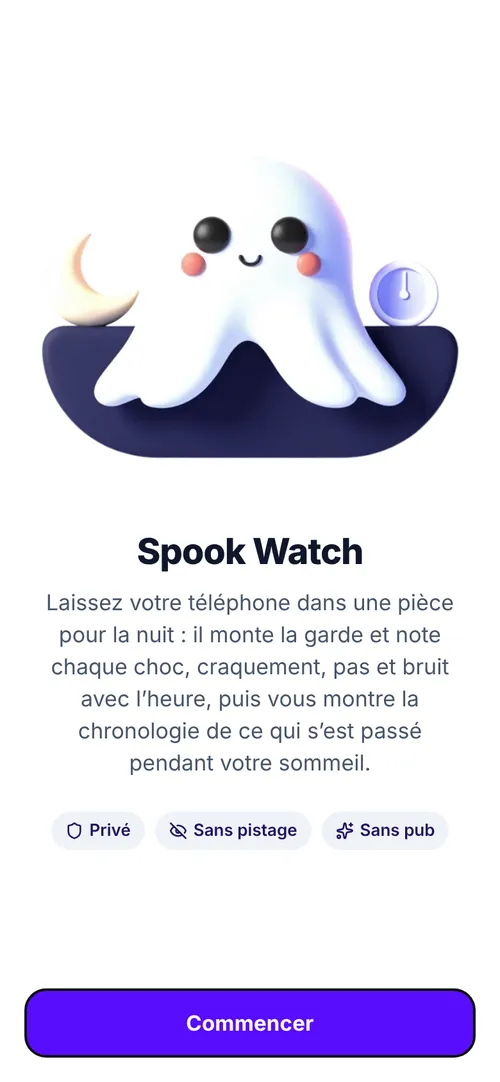 Spook Watch
Laissez votre téléphone dans une pièce
pour la nuit : il monte la garde et note
chaque choc, craquement, pas et bruit
avec l’heure, puis vous montre la
chronologie de ce qui s’est passé
pendant votre sommeil.
Privé
Sans pistage
Sans pub
Commencer